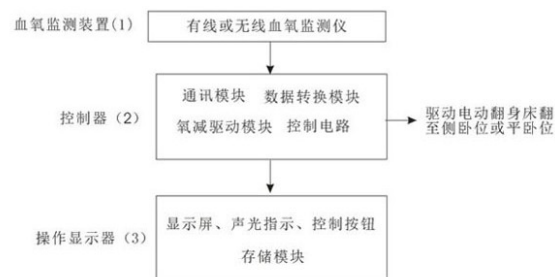 血氧监测装置(1)
有线或无线血氧监测仪
控制器（2）
通讯模块 数据转换模块
氧减驱动模块 控制电路
驱动电动翻身床翻
至侧卧位或平卧位
操作显示器（3）
显示屏、声光指示、控制按钮
存储模块